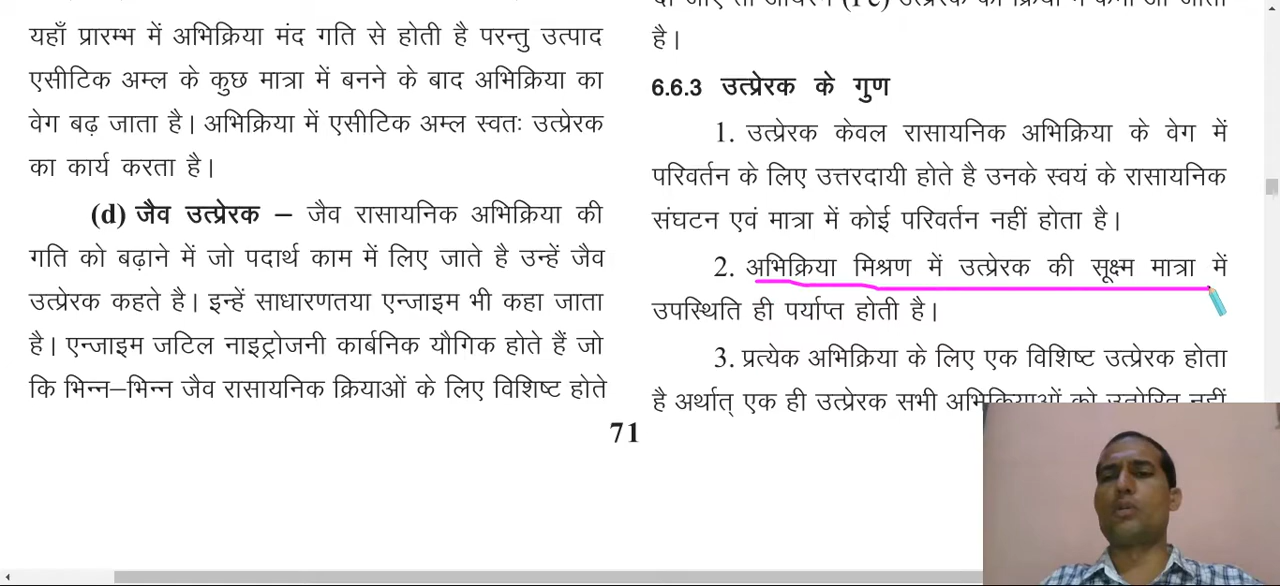 यहाँ प्रारम्भ में अभिक्रिया मंद गति से होती है परन्तु उत्पाद
एसीटिक अम्ल के कुछ मात्रा में बनने के बाद अभिक्रिया का
वेग बढ़ जाता है। अभिक्रिया में एसीटिक अम्ल स्वतः उत्प्रेरक
का कार्य करता है।
(d) जैव उत्प्रेरक – जैव रासायनिक अभिक्रिया की
गति को बढ़ाने में जो पदार्थ काम में लिए जाते है उन्हें जैव
उत्प्रेरक कहते है। इन्हें साधारणतया एन्जाइम भी कहा जाता
है। एन्जाइम जटिल नाइट्रोजनी कार्बनिक यौगिक होते हैं जो
कि भिन्न–भिन्न जैव रासायनिक क्रियाओं के लिए विशिष्ट होते
है।
6.6.3 उत्प्रेरक के गुण
1. उत्प्रेरक केवल रासायनिक अभिक्रिया के वेग में
परिवर्तन के लिए उत्तरदायी होते है उनके स्वयं के रासायनिक
संघटन एवं मात्रा में कोई परिवर्तन नहीं होता है।
2. अभिक्रिया मिश्रण में उत्प्रेरक की सूक्ष्म मात्रा में
उपस्थिति ही पर्याप्त होती है।
3. प्रत्येक अभिक्रिया के लिए एक विशिष्ट उत्प्रेरक होता
है अर्थात् एक ही उत्प्रेरक सभी अभिक्रियाओं को नहीं
71